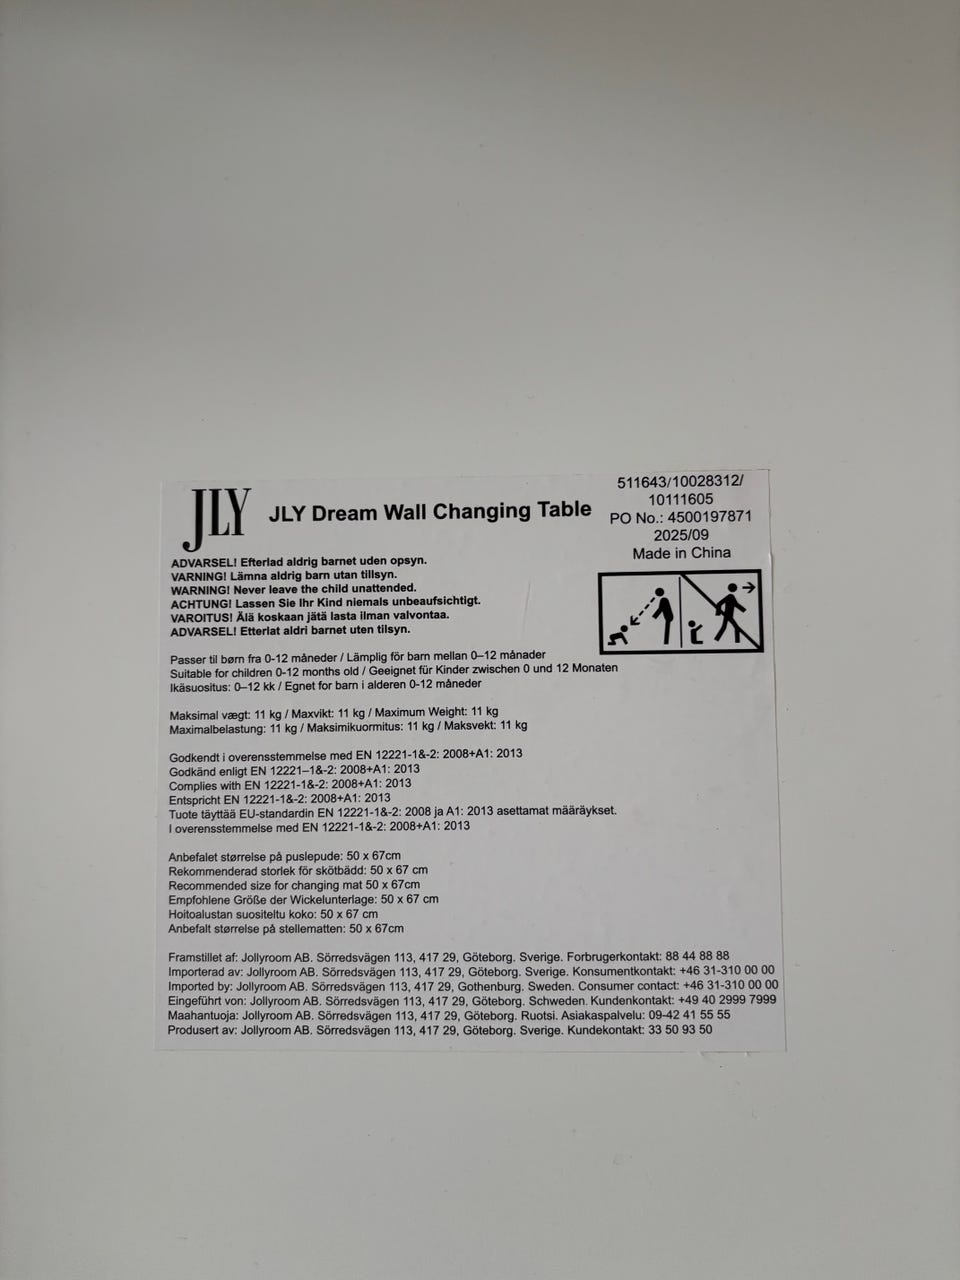 JLY
JLY Dream Wall Changing Table
511643/10028312/
10111605
PO No.: 4500197871
2025/09
Made in China
ADVARSEL! Efterlad aldrig barnet uden opsyn.
VARNING! Lämna aldrig barn utan tillsyn.
WARNING! Never leave the child unattended.
ACHTUNG! Lassen Sie Ihr Kind niemals unbeaufsichtigt.
VAROITUS! Älä koskaan jätä lasta ilman valvontaa.
ADVARSEL! Etterlat aldri barnet uten tilsyn.
Passer til børn fra 0-12 måneder / Lämplig för barn mellan 0–12 månader
Suitable for children 0-12 months old / Geeignet für Kinder zwischen 0 und 12 Monaten
Ikäsuositus: 0–12 kk / Egnet for barn i alderen 0-12 måneder
Maksimal vægt: 11 kg / Maxvikt: 11 kg / Maximum Weight: 11 kg
Maximalbelastung: 11 kg / Maksimikuormitus: 11 kg / Maksvekt: 11 kg
Godkendt i overensstemmelse med EN 12221-1&-2: 2008+A1: 2013
Godkänd enligt EN 12221–1&-2: 2008+A1: 2013
Complies with EN 12221-1&-2: 2008+A1: 2013
Entspricht EN 12221-1&-2: 2008+A1: 2013
Tuote täyttää EU-standardin EN 12221-1&-2: 2008 ja A1: 2013 asettamat määräykset.
I overensstemmelse med EN 12221-1&-2: 2008+A1: 2013
Anbefalet størrelse på puslepude: 50 x 67cm
Rekommenderad storlek för skötbädd: 50 x 67 cm
Recommended size for changing mat 50 x 67cm
Empfohlene Größe der Wickelunterlage: 50 x 67 cm
Hoitoalustan suositeltu koko: 50 x 67 cm
Anbefalt størrelse på stellematten: 50 x 67cm
Framstillet af: Jollyroom AB. Sörredsvägen 113, 417 29, Göteborg. Sverige. Forbrugerkontakt: 88 44 88 88
Importerad av: Jollyroom AB. Sörredsvägen 113, 417 29, Göteborg. Sverige. Konsumentkontakt: +46 31-310 00 00
Imported by: Jollyroom AB. Sörredsvägen 113, 417 29, Gothenburg. Sweden. Consumer contact: +46 31-310 00 00
Eingeführt von: Jollyroom AB. Sörredsvägen 113, 417 29, Göteborg. Schweden. Kundenkontakt: +49 40 2999 7999
Maahantuoja: Jollyroom AB. Sörredsvägen 113, 417 29, Göteborg. Ruotsi. Asiakaspalvelu: 09-42 41 55 55
Produsert av: Jollyroom AB. Sörredsvägen 113, 417 29, Göteborg. Sverige. Kundekontakt: 33 50 93 50